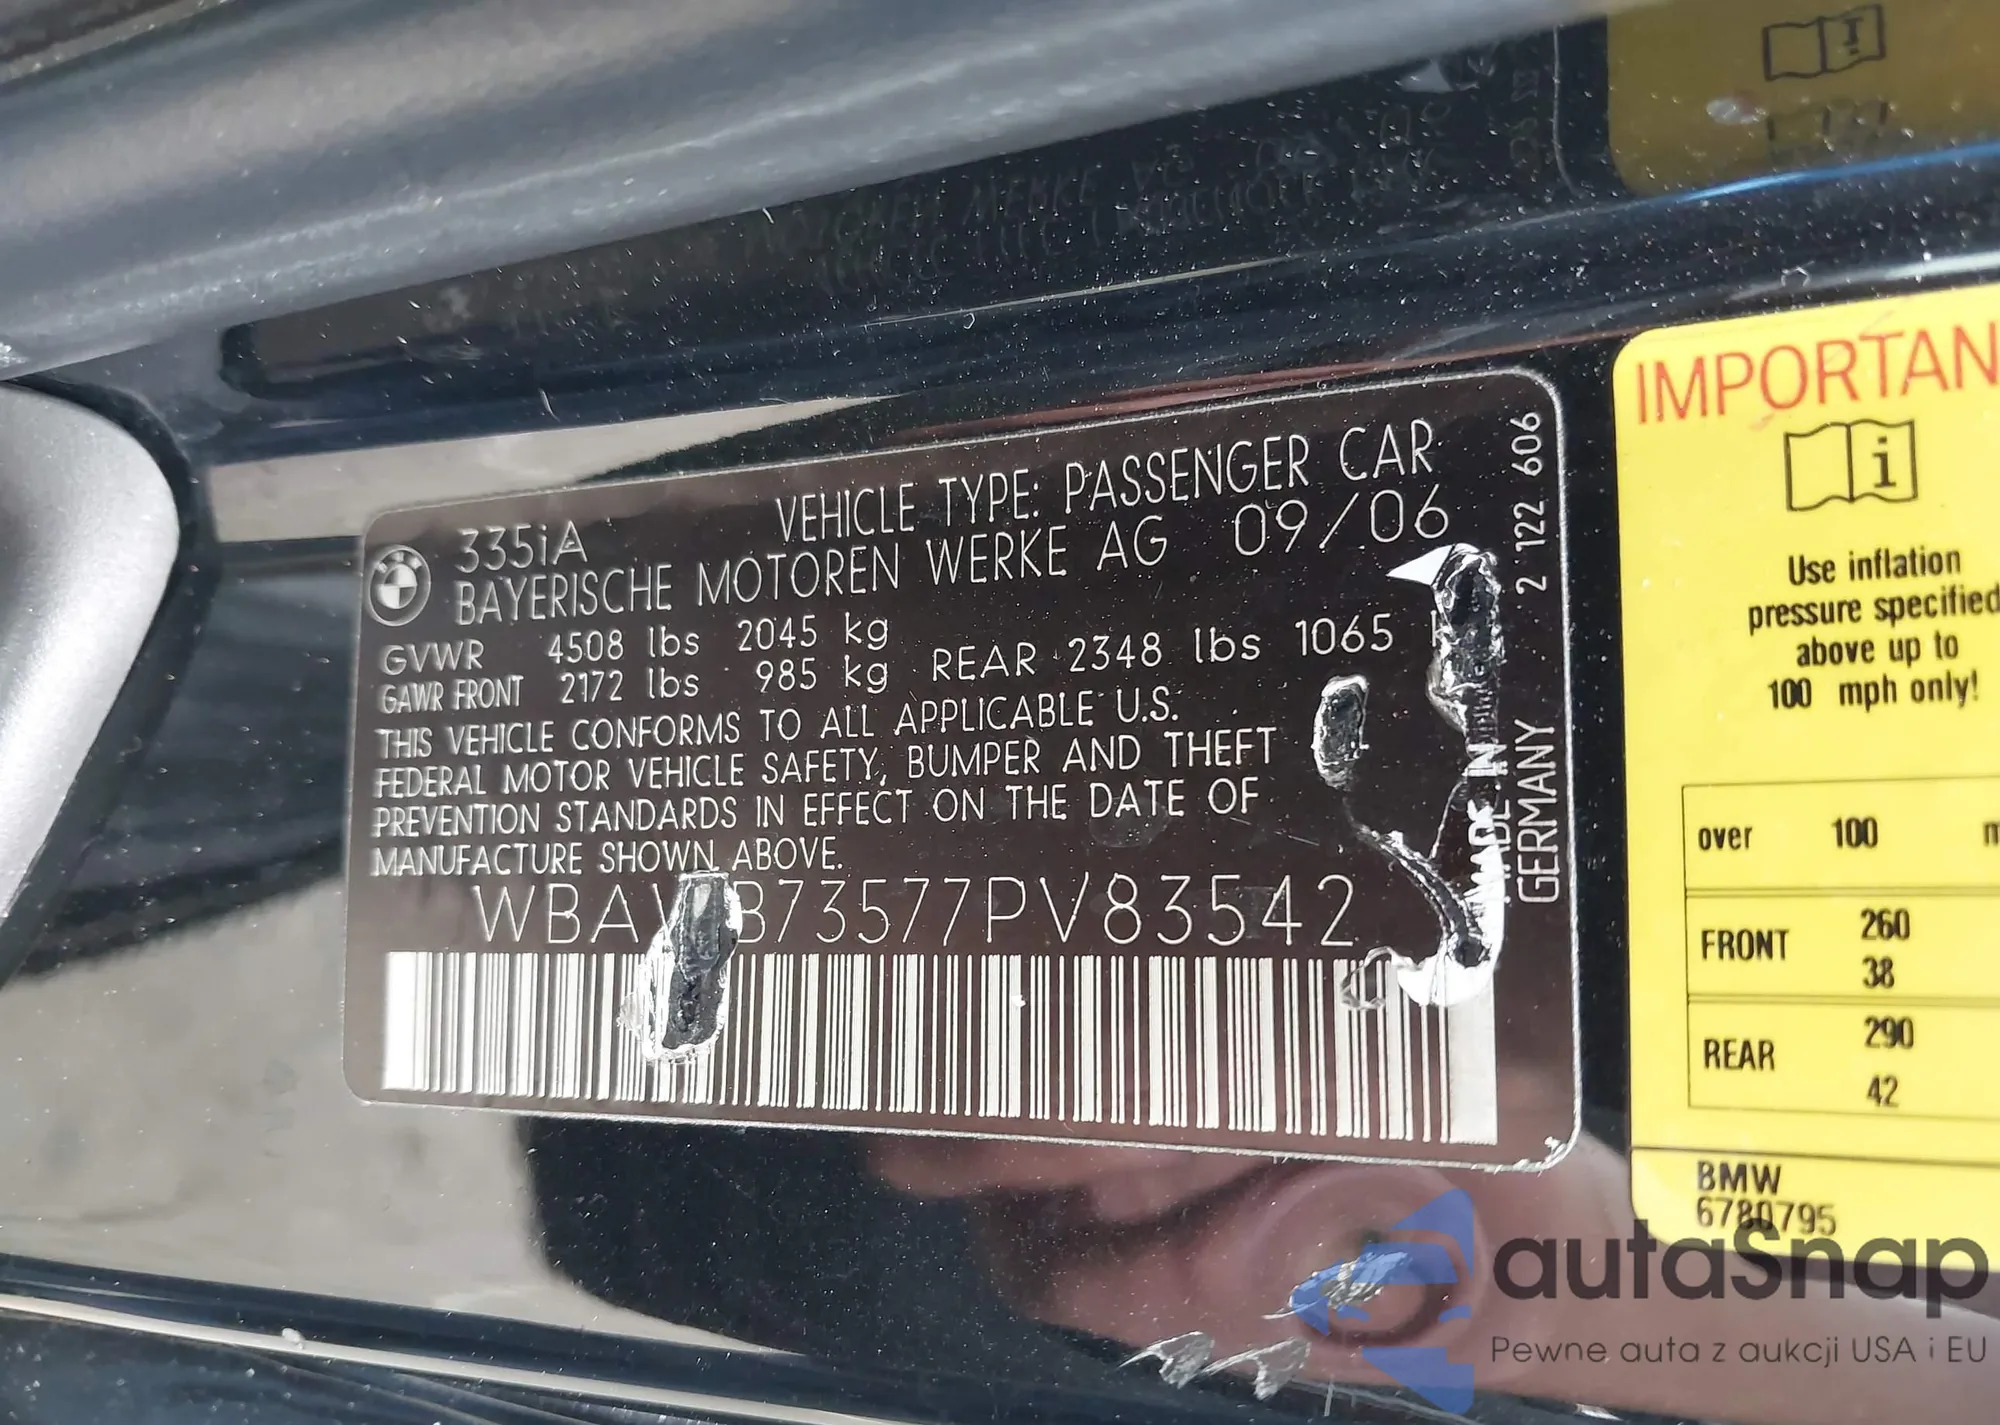 VEHICLE TYPE: PASSENGER CAR
335iA
BAYERISCHE MOTOREN WERKE AG 09/06
GVWR 4508 lbs 2045 kg
GAWR FRONT 2172 lbs 985 kg REAR 2348 lbs 1065
THIS VEHICLE CONFORMS TO ALL APPLICABLE U.S.
FEDERAL MOTOR VEHICLE SAFETY, BUMPER AND THEFT
PREVENTION STANDARDS IN EFFECT ON THE DATE OF
MANUFACTURE SHOWN ABOVE.
2 122 606
MADE IN
GERMANY
IMPORTAN
Use inflation
pressure specified
above up to
100 mph only!
over 100
FRONT 260
38
REAR 290
42
BMW
6780795
autaSnap
Pewne auta z aukcji USA i EU